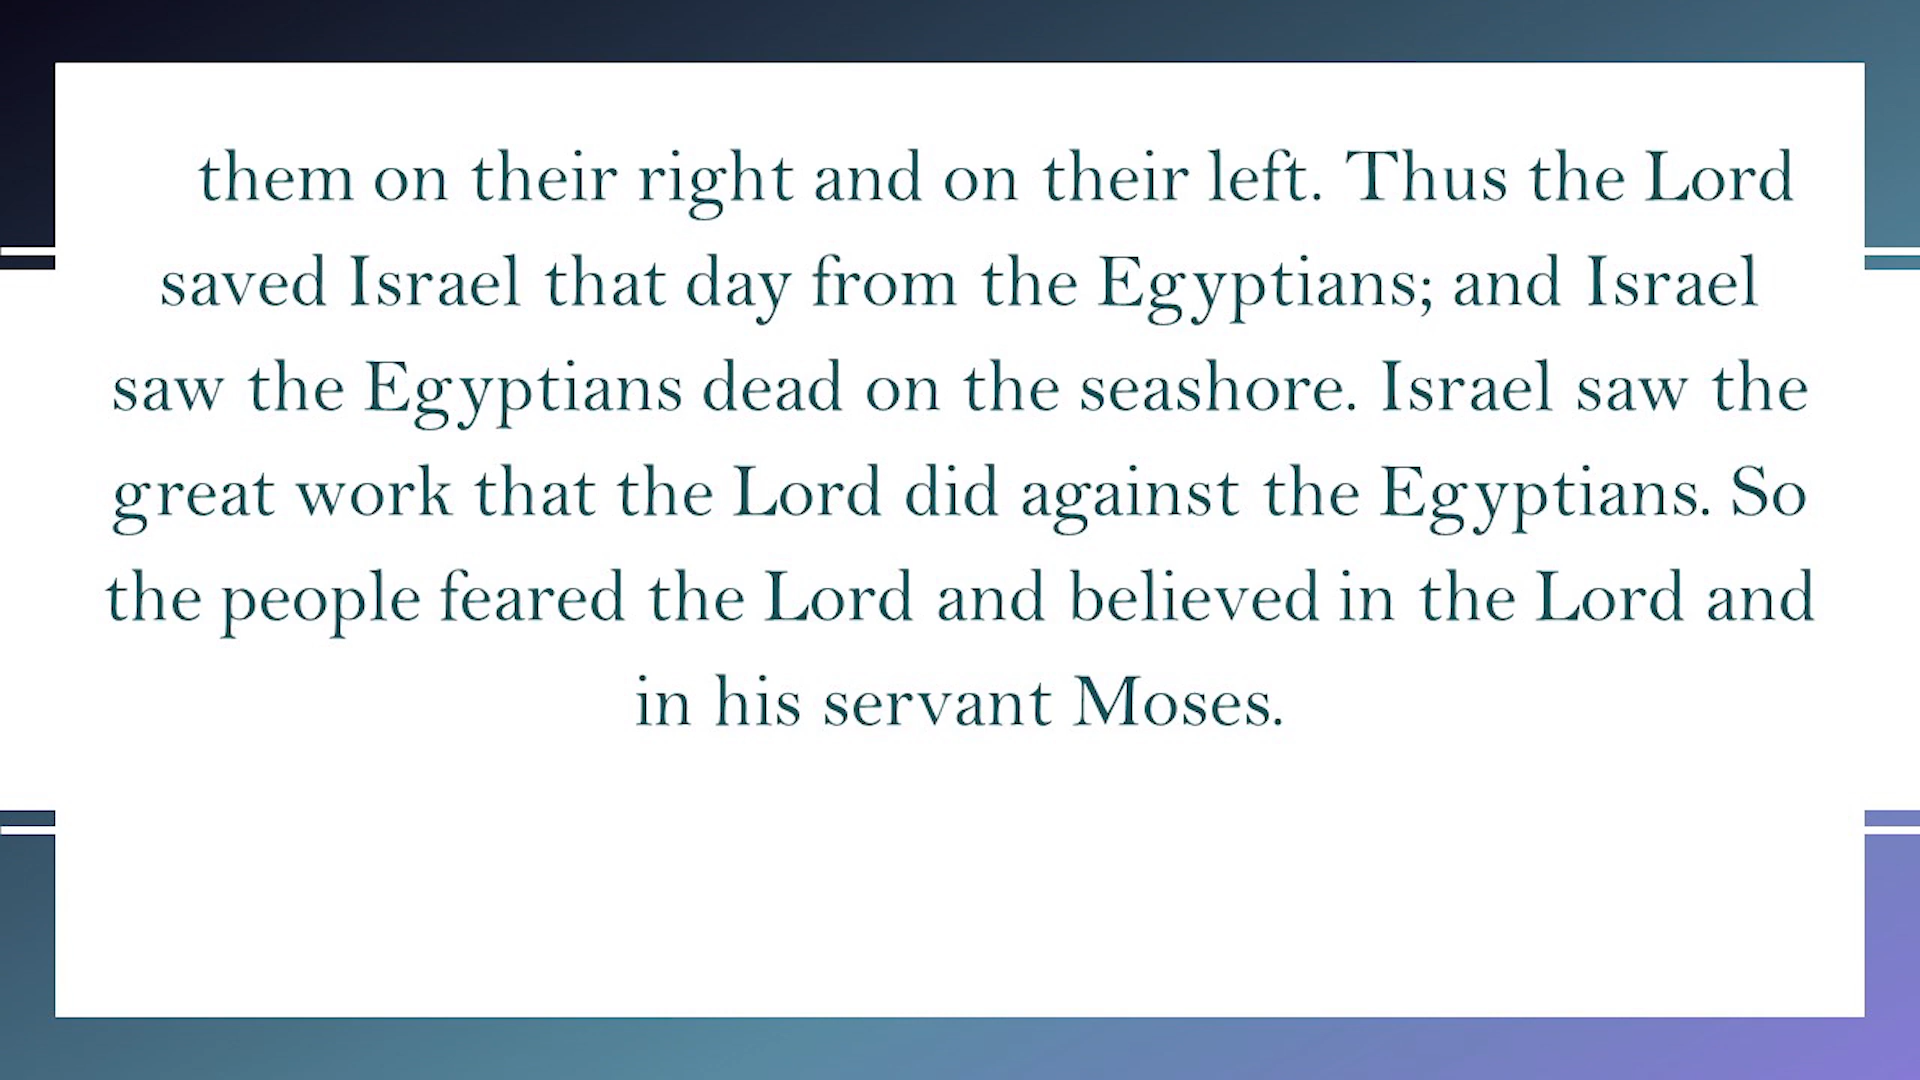 them on their right and on their left. Thus the Lord
saved Israel that day from the Egyptians; and Israel
saw the Egyptians dead on the seashore. Israel saw the
great work that the Lord did against the Egyptians. So
the people feared the Lord and believed in the Lord and
in his servant Moses.